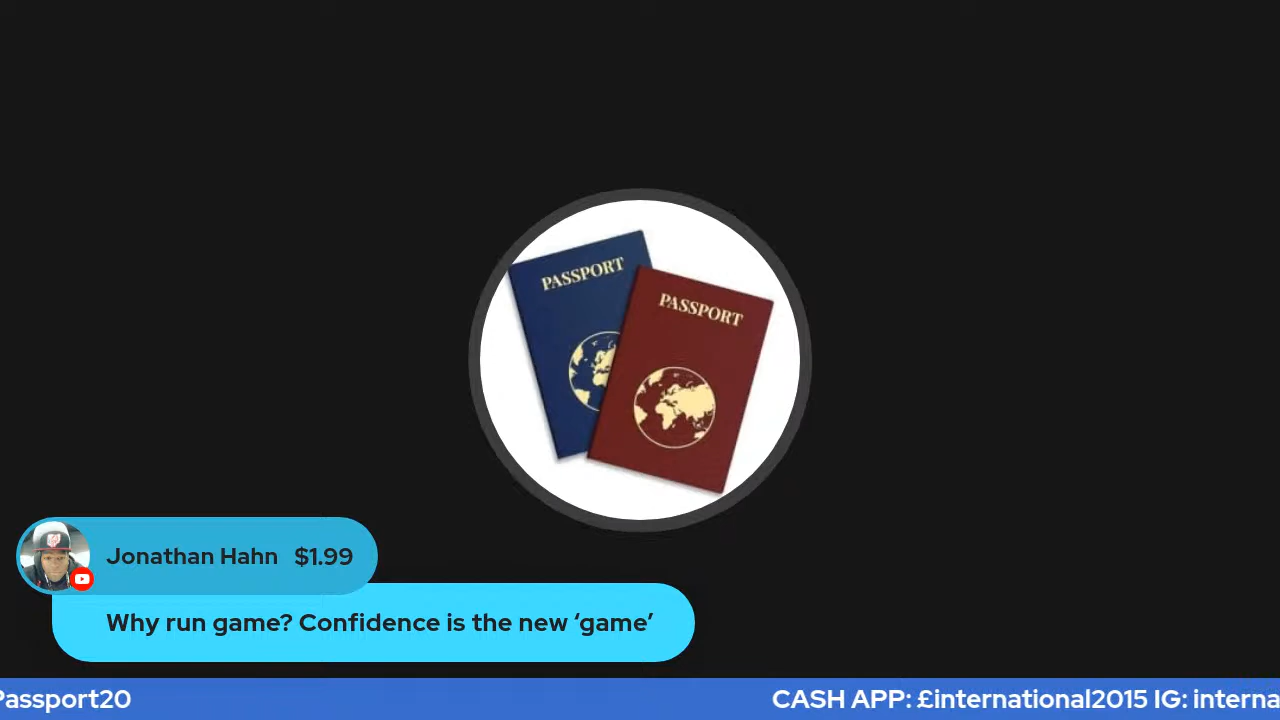 PASSPORT
PASSPORT
Jonathan Hahn $1.99
Why run game? Confidence is the new ‘game’
Passport20 CASH APP: £international2015 IG: interna